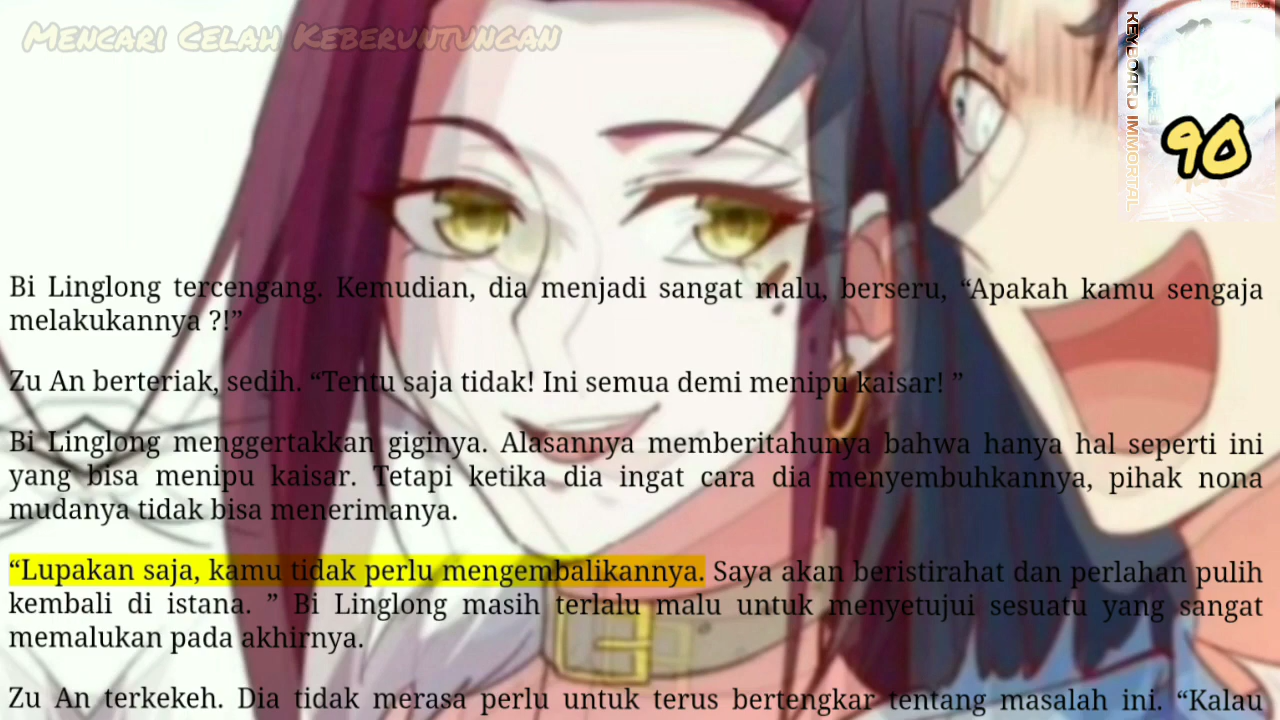 Mencari Celah Keberuntungan
KEYBOARD IMMORTAL
90
Bi Linglong tercengang. Kemudian, dia menjadi sangat malu, berseru, “Apakah kamu sengaja
melakukannya ?!”
Zu An berteriak, sedih. “Tentu saja tidak! Ini semua demi menipu kaisar! ”
Bi Linglong menggertakkan giginya. Alasannya memberitahunya bahwa hanya hal seperti ini
yang bisa menipu kaisar. Tetapi ketika dia ingat cara dia menyembuhkannya, pihak nona
mudanya tidak bisa menerimanya.
“Lupakan saja, kamu tidak perlu mengembalikannya. Saya akan beristirahat dan perlahan pulih
kembali di istana. ” Bi Linglong masih terlalu malu untuk menyetujui sesuatu yang sangat
memalukan pada akhirnya.
Zu An terkekeh. Dia tidak merasa perlu untuk terus bertengkar tentang masalah ini. “Kalau